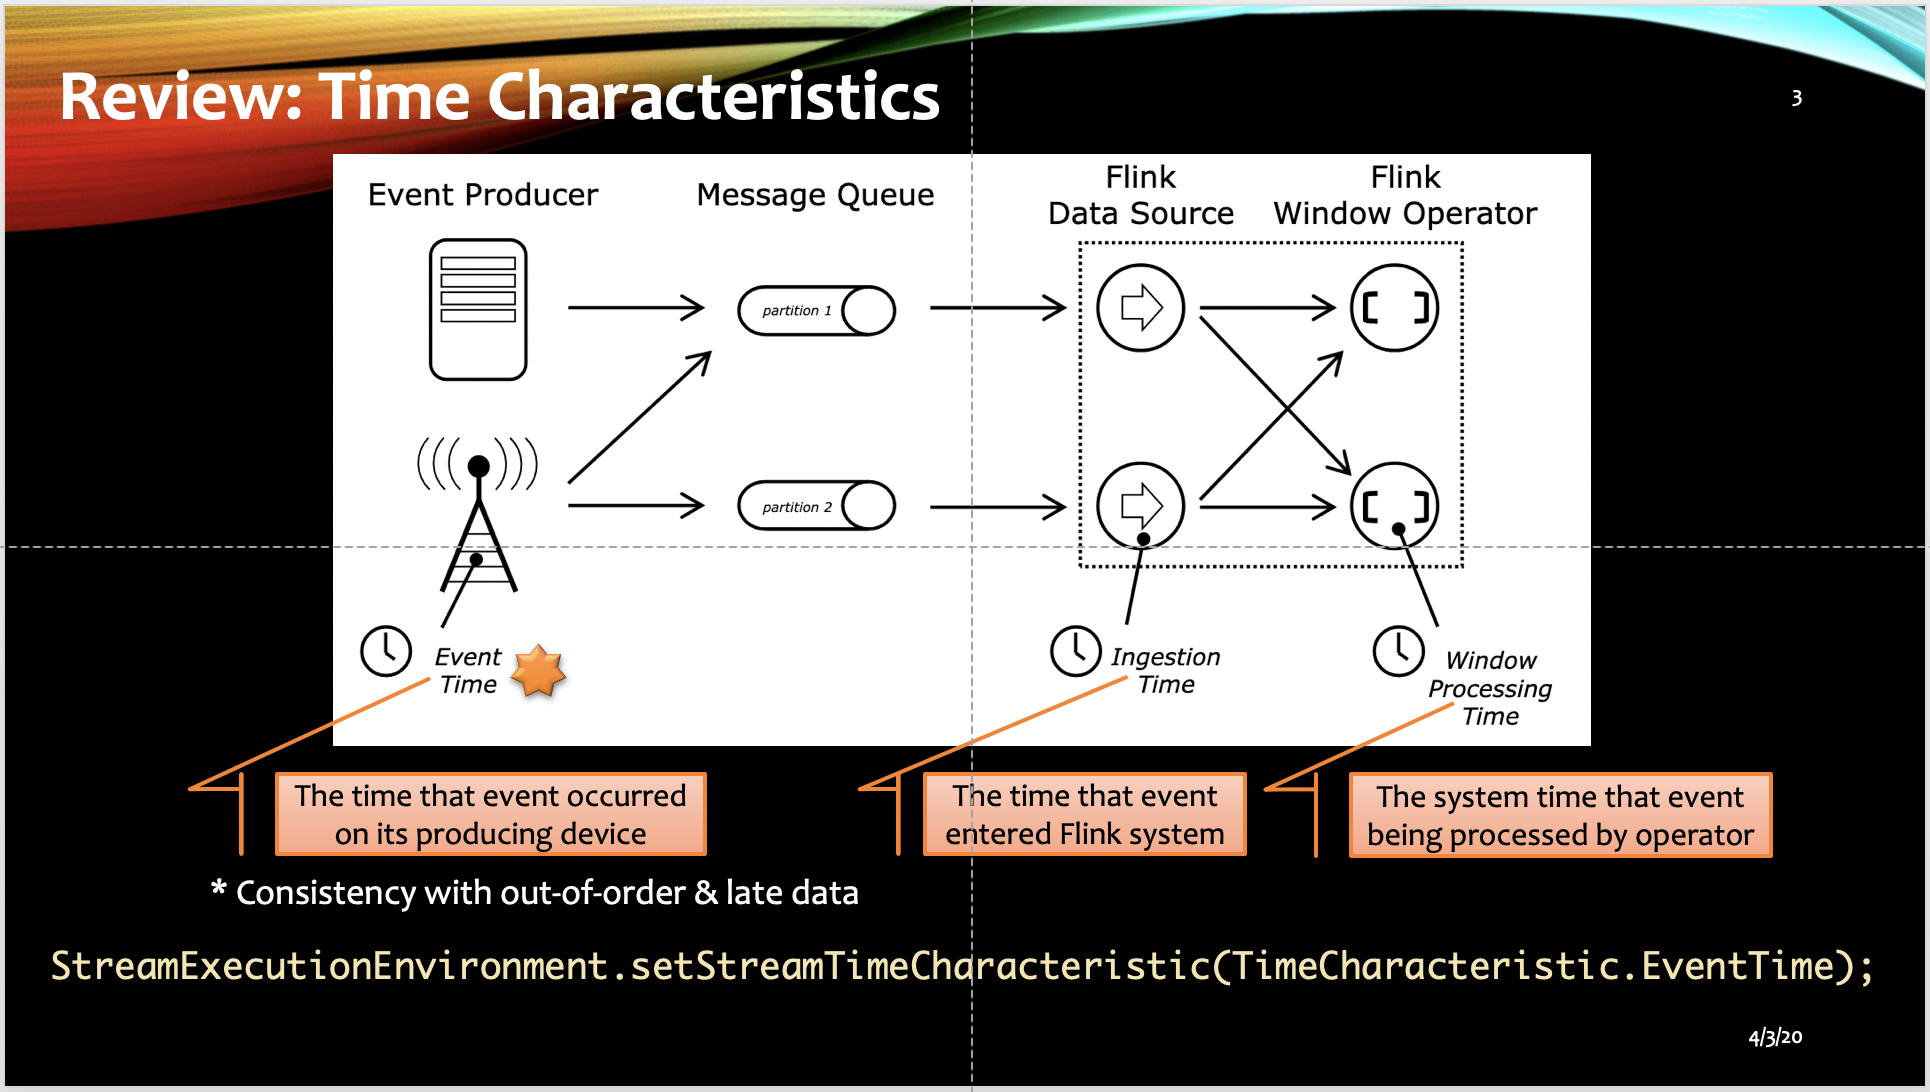 Review: Time Characteristics
3
Event Producer
Message Queue
Flink
Data Source
Flink
Window Operator
partition 1
partition 2
Event
Time
Ingestion
Time
Window
Processing
Time
The time that event occurred
on its producing device
The time that event
entered Flink system
The system time that event
being processed by operator
* Consistency with out-of-order & late data
StreamExecutionEnvironment.setStreamTimeCharacteristic(TimeCharacteristic.EventTime);
4/3/20